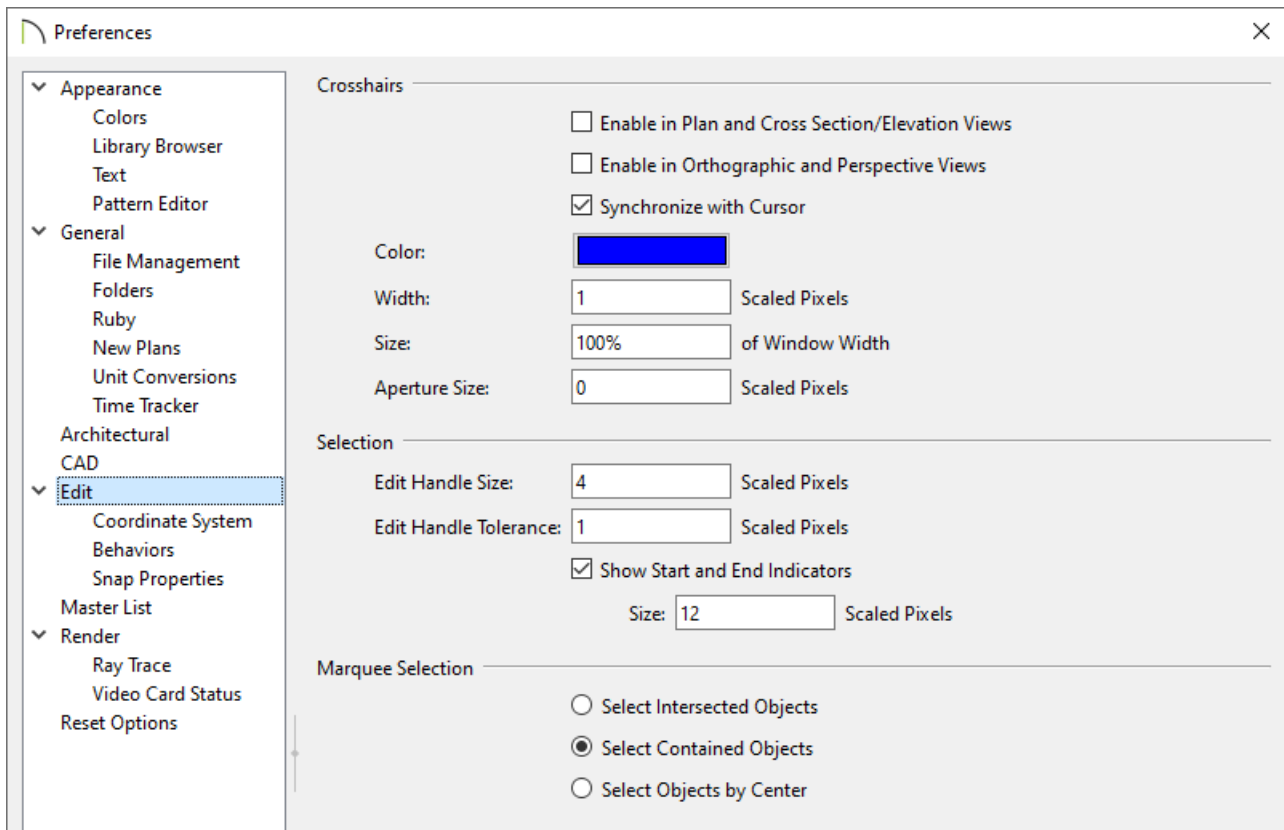 Preferences
Appearance
Colors
Library Browser
Text
Pattern Editor
General
File Management
Folders
Ruby
New Plans
Unit Conversions
Time Tracker
Architectural
CAD
Edit
Coordinate System
Behaviors
Snap Properties
Master List
Render
Ray Trace
Video Card Status
Reset Options
Crosshairs
Enable in Plan and Cross Section/Elevation Views
Enable in Orthographic and Perspective Views
Synchronize with Cursor
Color:
Width: 1 Scaled Pixels
Size: 100% of Window Width
Aperture Size: 0 Scaled Pixels
Selection
Edit Handle Size: 4 Scaled Pixels
Edit Handle Tolerance: 1 Scaled Pixels
Show Start and End Indicators
Size: 12 Scaled Pixels
Marquee Selection
Select Intersected Objects
Select Contained Objects
Select Objects by Center